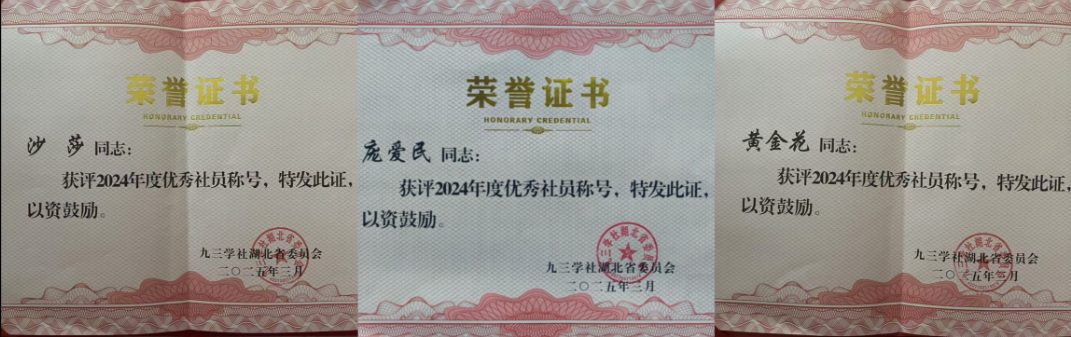 荣誉证书
HONORARY CREDENTIAL
沙 莎 同志:
获评2024年度优秀社员称号，特发此证，
以资鼓励。
九三学社湖北省委员会
二〇二五年三月
荣誉证书
HONORARY CREDENTIAL
庞爱民 同志:
获评2024年度优秀社员称号，特发此证，
以资鼓励。
九三学社湖北省委员会
二〇二五年三月
荣誉证书
HONORARY CREDENTIAL
黄金花 同志:
获评2024年度优秀社员称号，特发此证，
以资鼓励。
九三学社湖北省委员会
二〇二五年三月